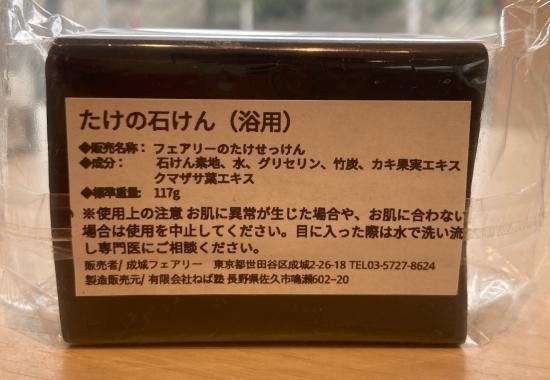 たけの石けん（浴用）
◆販売名称： フェアリーのたけせっけん
◆成分： 石けん素地、水、グリセリン、竹炭、カキ果実エキス
クマザサ葉エキス
◆標準重量: 117g
※使用上の注意 お肌に異常が生じた場合や、お肌に合わない
場合は使用を中止してください。目に入った際は水で洗い流
し専門医にご相談ください。
販売者/ 成城フェアリー 東京都世田谷区成城2-26-18 TEL03-5727-8624
製造販売元/ 有限会社ねば塾 長野県佐久市鳴瀬602−20